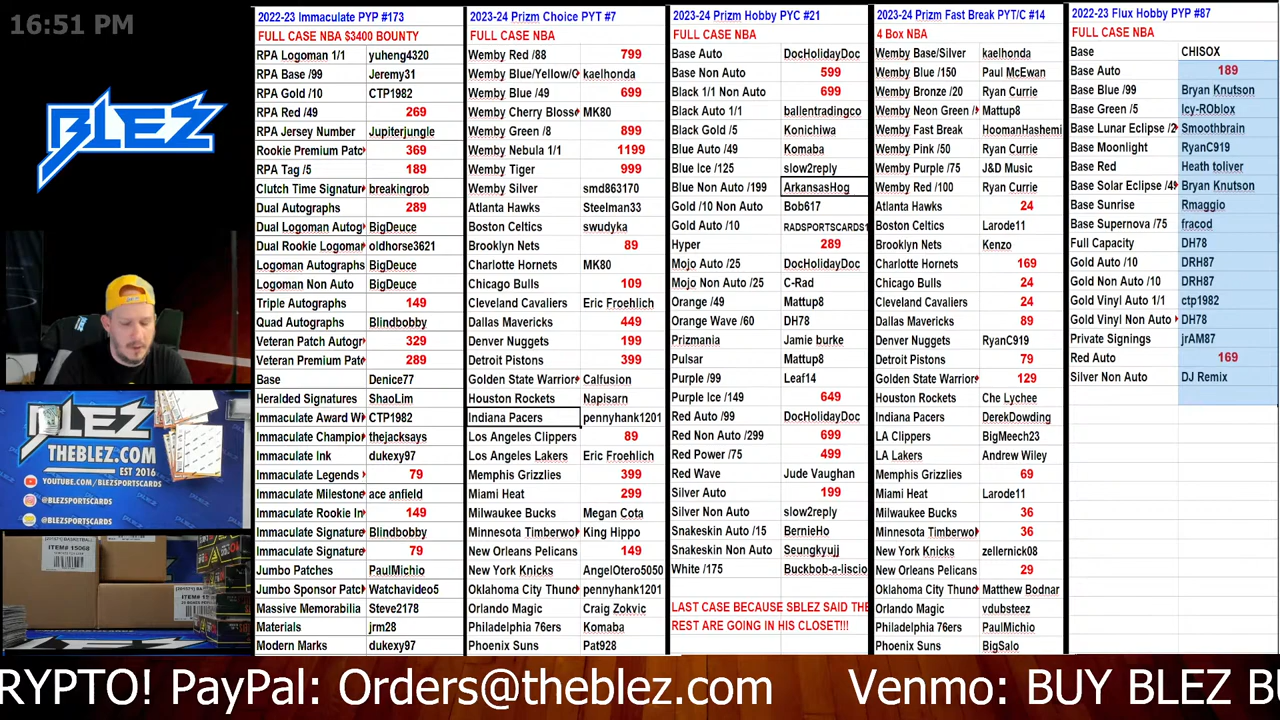 16:51 PM
BLEZ
BLEZ
THEBLEZ.COM
EST 2016
YOUTUBE.COM/BLEZSPORTSCARDS
@BLEZSPORTSCARDS
@BLEZSPORTSCARDS
ITEM# 15068
2022-23 Immaculate PYP #173
FULL CASE NBA $3400 BOUNTY
RPA Logoman 1/1 yuheng4320
RPA Base /99 Jeremy31
RPA Gold /10 CTP1982
RPA Red /49 269
RPA Jersey Number Jupiterjungle
Rookie Premium Patc 369
RPA Tag /5 189
Clutch Time Signatur breakingrob
Dual Autographs 289
Dual Logoman Autog BigDeuce
Dual Rookie Logoma oldhorse3621
Logoman Autographs BigDeuce
Logoman Non Auto BigDeuce
Triple Autographs 149
Quad Autographs Blindbobby
Veteran Patch Autogr 329
Veteran Premium Pate 289
Base Denice77
Heralded Signatures ShaoLim
Immaculate Award Wi CTP1982
Immaculate Champio thejacksays
Immaculate Ink dukexy97
Immaculate Legends 79
Immaculate Milestone ace anfield
Immaculate Rookie In 149
Immaculate Signature Blindbobby
Immaculate Signature 79
Jumbo Patches PaulMichio
Jumbo Sponsor Patc Watchavideo5
Massive Memorabilia Steve2178
Materials jrm28
Modern Marks dukexy97
2023-24 Prizm Choice PYT #7
FULL CASE NBA
Wemby Red /88 799
Wemby Blue/Yellow/G kaelhonda
Wemby Blue /49 699
Wemby Cherry Blosso MK80
Wemby Green /8 899
Wemby Nebula 1/1 1199
Wemby Tiger 999
Wemby Silver smd863170
Atlanta Hawks Steelman33
Boston Celtics swudyka
Brooklyn Nets 89
Charlotte Hornets MK80
Chicago Bulls 109
Cleveland Cavaliers Eric Froehlich
Dallas Mavericks 449
Denver Nuggets 199
Detroit Pistons 399
Golden State Warrior Calfusion
Houston Rockets Napisarn
Indiana Pacers pennyhank1201
Los Angeles Clippers 89
Los Angeles Lakers Eric Froehlich
Memphis Grizzlies 399
Miami Heat 299
Milwaukee Bucks Megan Cota
Minnesota Timberwo King Hippo
New Orleans Pelicans 149
New York Knicks AngelOtero5050
Oklahoma City Thun pennyhank1201
Orlando Magic Craig Zokvic
Philadelphia 76ers Komaba
Phoenix Suns Pat928
2023-24 Prizm Hobby PYC #21
FULL CASE NBA
Base Auto DocHolidayDoc
Base Non Auto 599
Black 1/1 Non Auto 699
Black Auto 1/1 ballentradingco
Black Gold /5 Konichiwa
Blue Auto /49 Komaba
Blue Ice /125 slow2reply
Blue Non Auto /199 ArkansasHog
Gold /10 Non Auto Bob617
Gold Auto /10 RADSPORTSCARDS1
Hyper 289
Mojo Auto /25 DocHolidayDoc
Mojo Non Auto /25 C-Rad
Orange /49 Mattup8
Orange Wave /60 DH78
Prizmania Jamie burke
Pulsar Mattup8
Purple /99 Leaf14
Purple Ice /149 649
Red Auto /99 DocHolidayDoc
Red Non Auto /299 699
Red Power /75 499
Red Wave Jude Vaughan
Silver Auto 199
Silver Non Auto slow2reply
Snakeskin Auto /15 BernieHo
Snakeskin Non Auto Seungkyujj
White /175 Buckbob-a-liscio
LAST CASE BECAUSE SBLEZ SAID THE
REST ARE GOING IN HIS CLOSET!!!
2023-24 Prizm Fast Break PYT/C #14
4 Box NBA
Wemby Base/Silver kaelhonda
Wemby Blue /150 Paul McEwan
Wemby Bronze /20 Ryan Currie
Wemby Neon Green / Mattup8
Wemby Fast Break HoomanHashemi
Wemby Pink /50 Ryan Currie
Wemby Purple /75 J&D Music
Wemby Red /100 Ryan Currie
Atlanta Hawks 24
Boston Celtics Larode11
Brooklyn Nets Kenzo
Charlotte Hornets 169
Chicago Bulls 24
Cleveland Cavaliers 24
Dallas Mavericks 89
Denver Nuggets RyanC919
Detroit Pistons 79
Golden State Warrior 129
Houston Rockets Che Lychee
Indiana Pacers DerekDowding
LA Clippers BigMeech23
LA Lakers Andrew Wiley
Memphis Grizzlies 69
Miami Heat Larode11
Milwaukee Bucks 36
Minnesota Timberwo 36
New York Knicks zellernick08
New Orleans Pelicans 29
Oklahoma City Thund Matthew Bodnar
Orlando Magic vdubsteez
Philadelphia 76ers PaulMichio
Phoenix Suns BigSalo
2022-23 Flux Hobby PYP #87
FULL CASE NBA
Base CHISOX
Base Auto 189
Base Blue /99 Bryan Knutson
Base Green /5 Icy-ROblox
Base Lunar Eclipse /2 Smoothbrain
Base Moonlight RyanC919
Base Red Heath toliver
Base Solar Eclipse /49 Bryan Knutson
Base Sunrise Rmaggio
Base Supernova /75 fracod
Full Capacity DH78
Gold Auto /10 DRH87
Gold Non Auto /10 DRH87
Gold Vinyl Auto 1/1 ctp1982
Gold Vinyl Non Auto DH78
Private Signings jrAM87
Red Auto 169
Silver Non Auto DJ Remix
RYPTO! PayPal: Orders@theblez.com Venmo: BUY BLEZ B